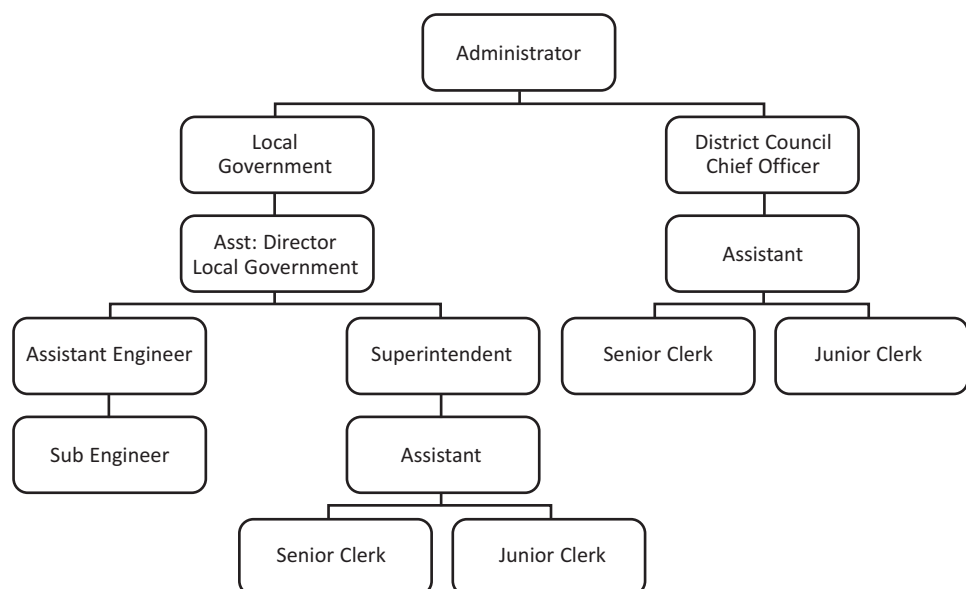 Administrator
Local
Government
District Council
Chief Officer
Asst: Director
Local Government
Assistant
Assistant Engineer
Superintendent
Senior Clerk
Junior Clerk
Sub Engineer
Assistant
Senior Clerk
Junior Clerk